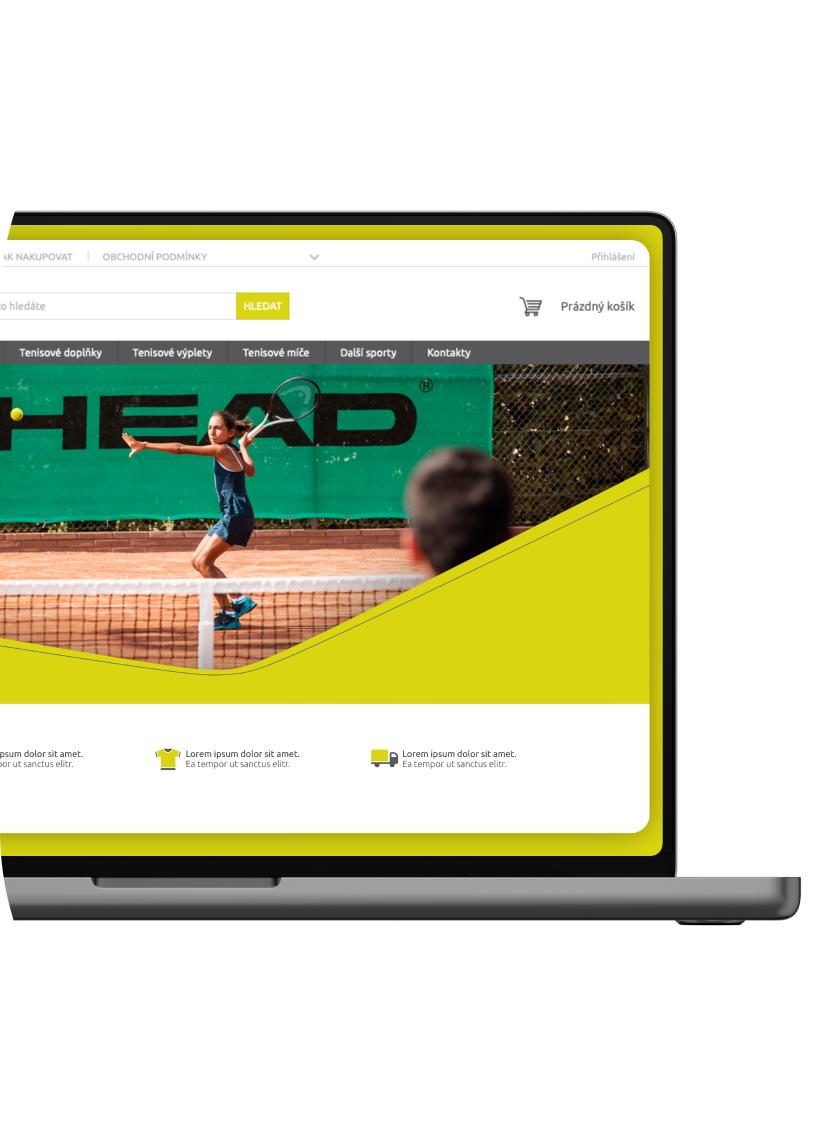 AK NAKUPOVAT OBCHODNÍ PODMÍNKY Přihlášení
o hledáte HLEDAT Prázdný košík
Tenisové doplňky Tenisové výplety Tenisové míče Další sporty Kontakty
HEAD ®
psum dolor sit amet. Lorem ipsum dolor sit amet. Lorem ipsum dolor sit amet.
or ut sanctus elitr. Ea tempor ut sanctus elitr. Ea tempor ut sanctus elitr.